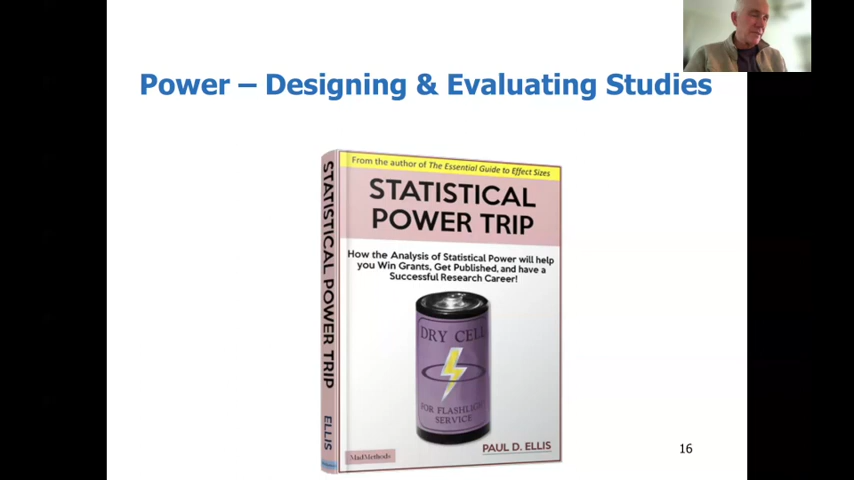 Power – Designing & Evaluating Studies
From the author of The Essential Guide to Effect Sizes
STATISTICAL
POWER TRIP
How the Analysis of Statistical Power will help
you Win Grants, Get Published, and have a
Successful Research Career!
DRY CELL
FOR FLASHLIGHT
SERVICE
PAUL D. ELLIS
MadMethods
STATISTICAL POWER TRIP
ELLIS
16